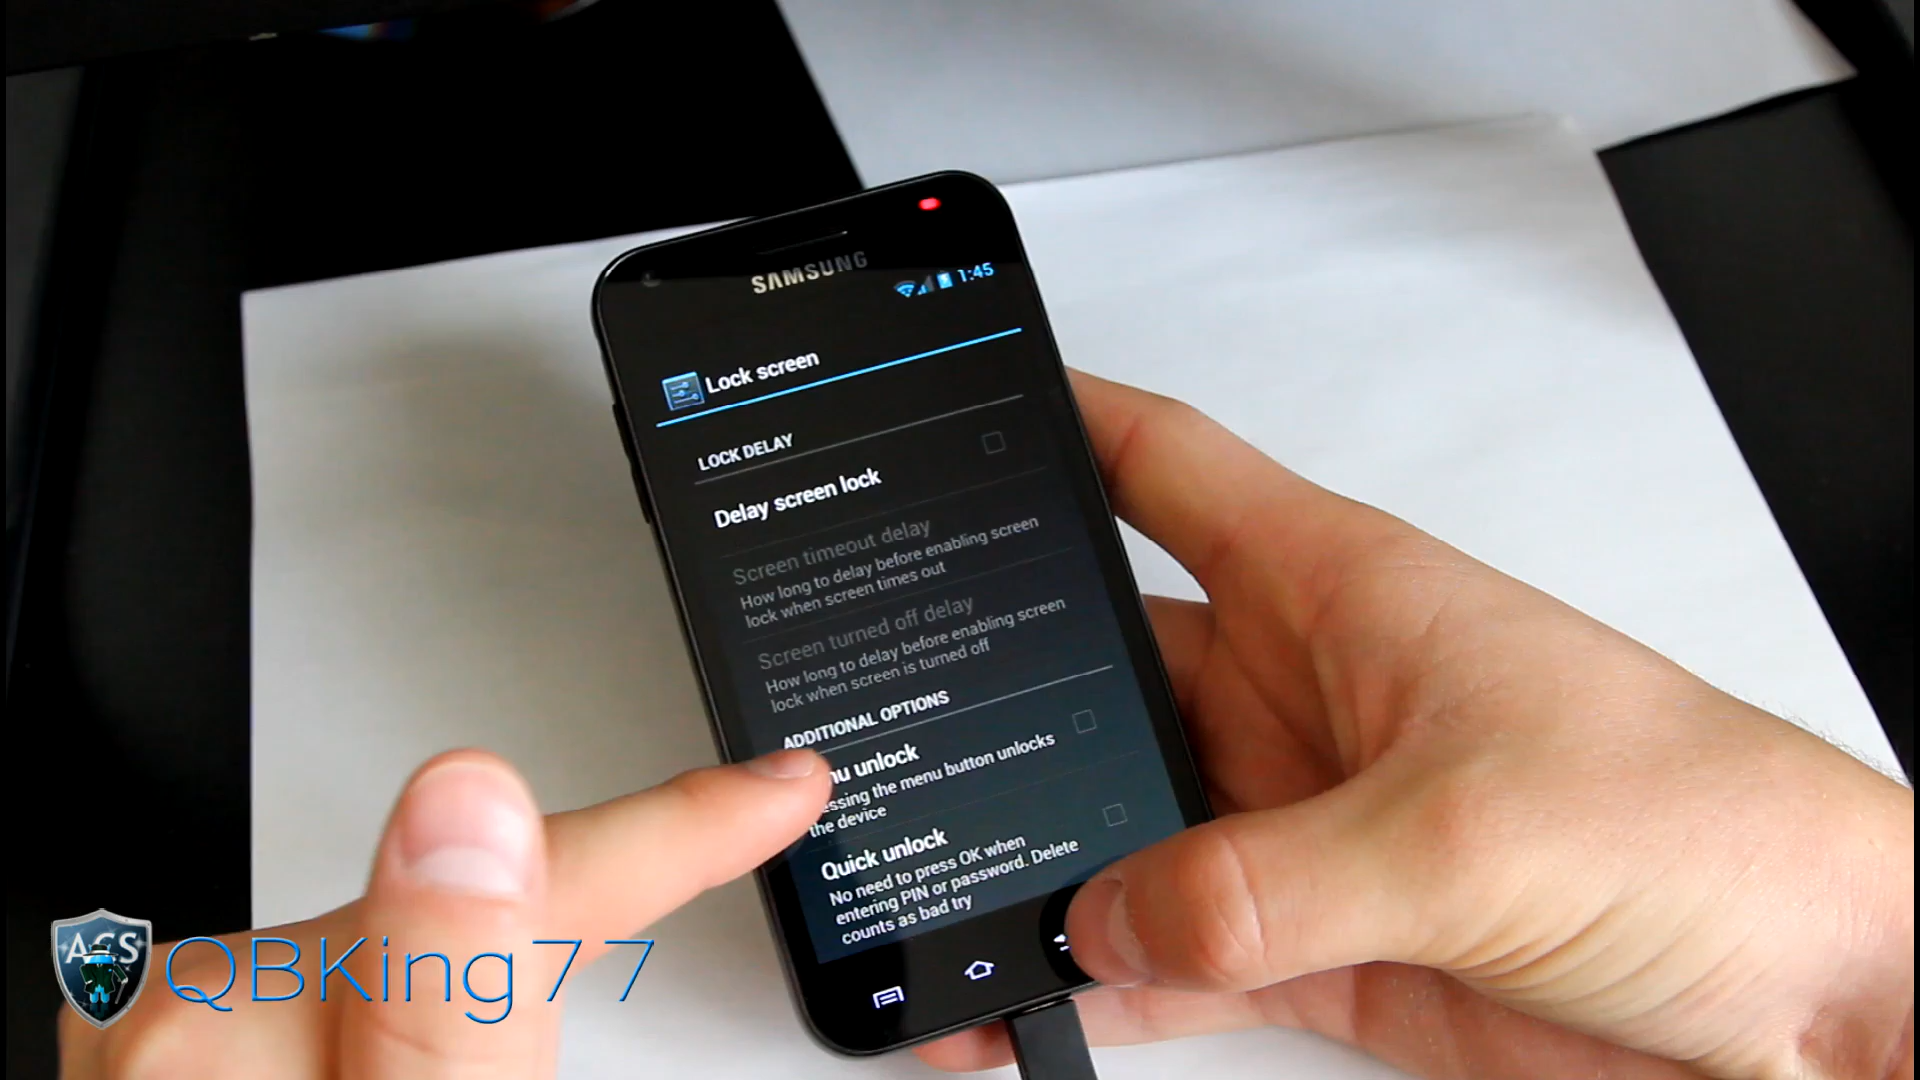 SAMSUNG
1:45
Lock screen
LOCK DELAY
Delay screen lock
Screen timeout delay
How long to delay before enabling screen
lock when screen times out
Screen turned off delay
How long to delay before enabling screen
lock when screen is turned off
ADDITIONAL OPTIONS
nu unlock
essing the menu button unlocks
the device
Quick unlock
No need to press OK when
entering PIN or password. Delete
counts as bad try
ACS
QBKing77